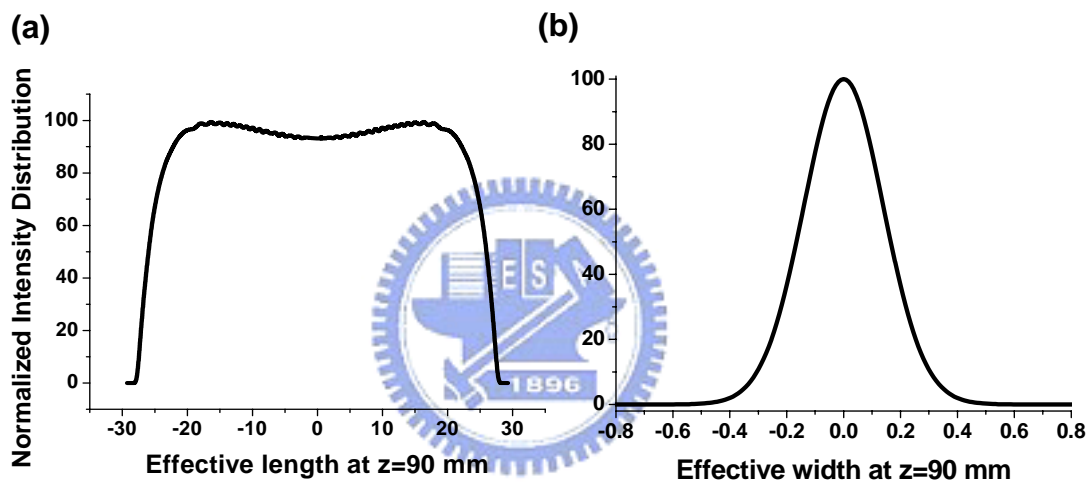 (a)
(b)
Normalized Intensity Distribution
100
80
60
40
20
0
-30 -20 -10 0 10 20 30
Effective length at z=90 mm
100
80
60
40
20
0
-0.8 -0.6 -0.4 -0.2 0.0 0.2 0.4 0.6 0.8
Effective width at z=90 mm
E S
1896